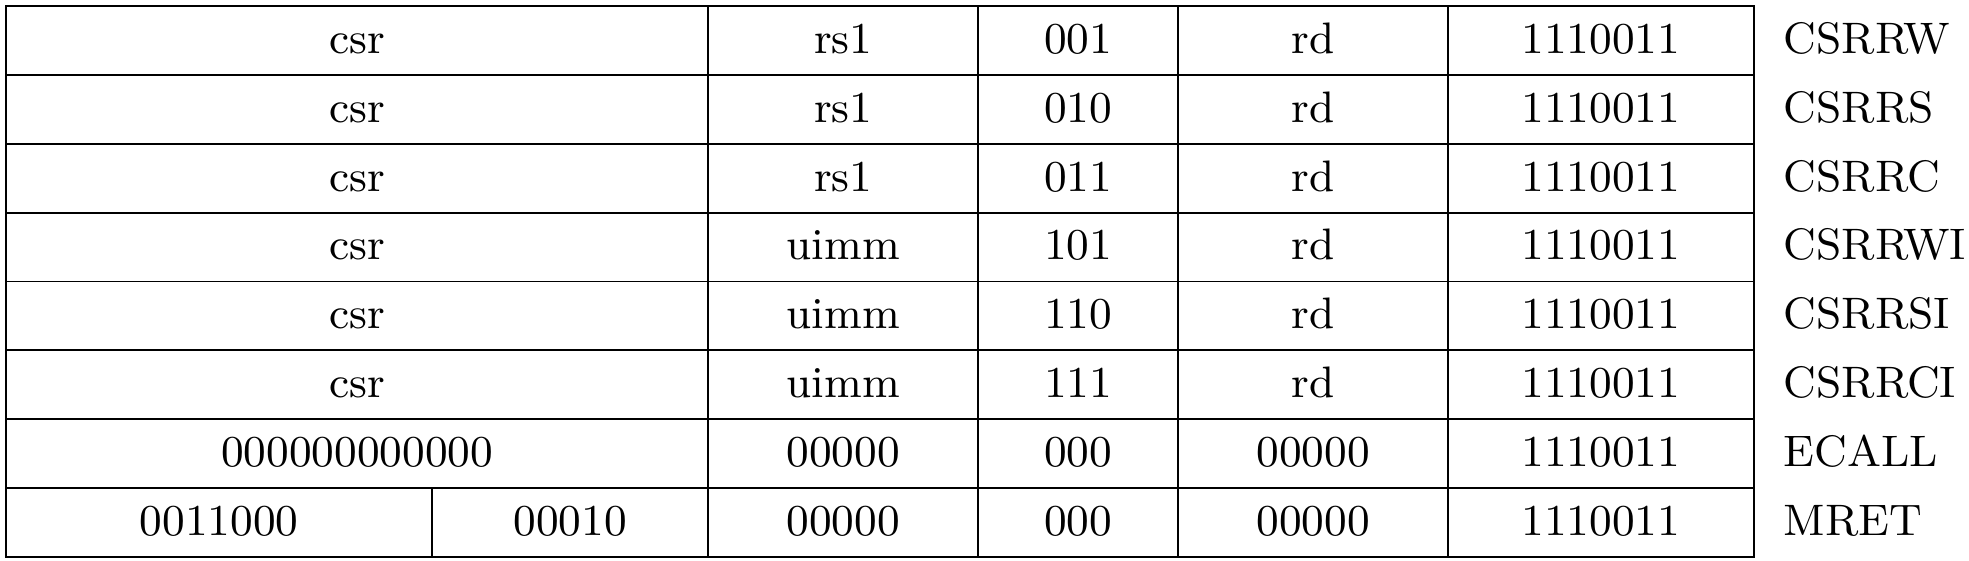 csr rs1 001 rd 1110011 CSRRW
csr rs1 010 rd 1110011 CSRRS
csr rs1 011 rd 1110011 CSRRC
csr uimm 101 rd 1110011 CSRRWI
csr uimm 110 rd 1110011 CSRRSI
csr uimm 111 rd 1110011 CSRRCI
000000000000 00000 000 00000 1110011 ECALL
0011000 00010 00000 000 00000 1110011 MRET